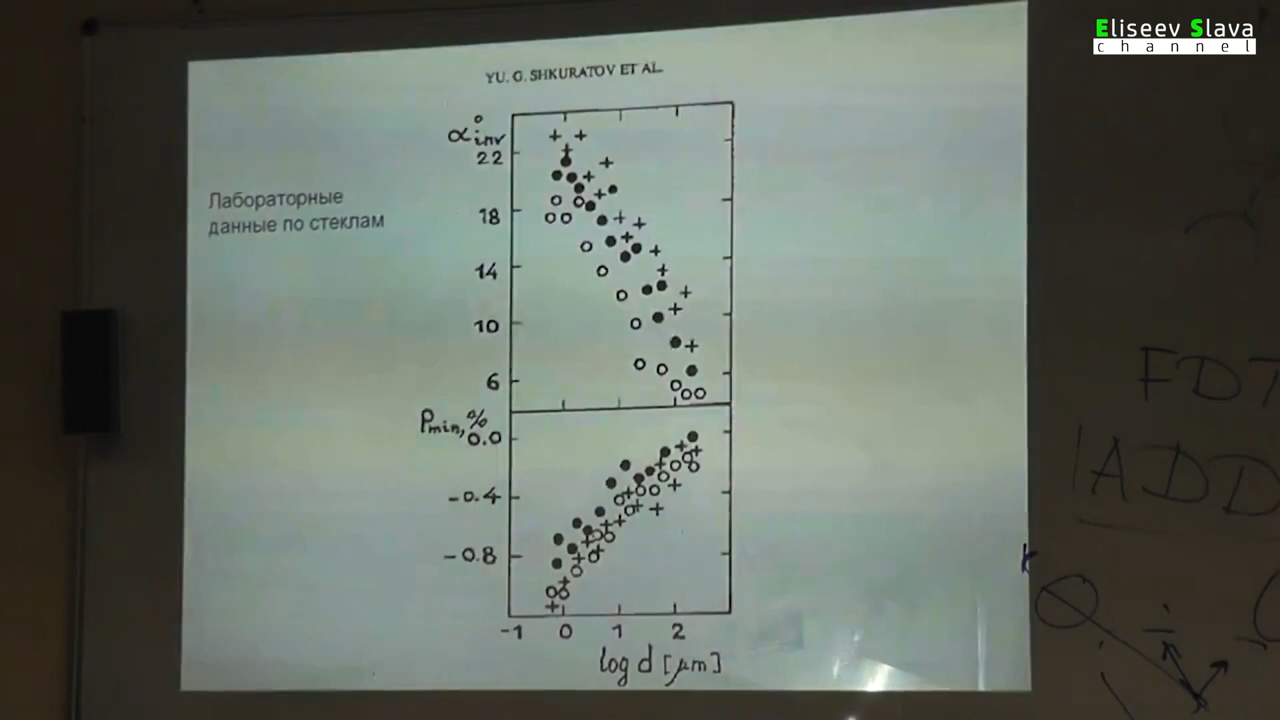 Eliseev Slava
channel
YU. G. SHKURATOV ET AL.
α°inv
22
Лабораторные
данные по стеклам
18
14
10
6
Pmin,%
0.0
-0.4
-0.8
-1 0 1 2
log d [μm]
FDT
ADD